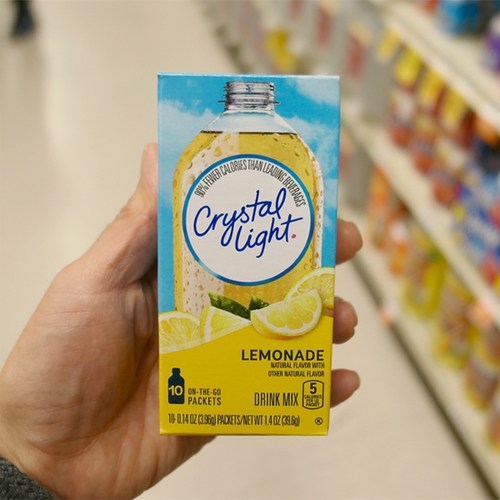 90% FEWER CALORIES THAN LEADING BEVERAGES
Crystal
Light
LEMONADE
NATURAL FLAVOR WITH
OTHER NATURAL FLAVOR
10
ON-THE-GO
PACKETS
DRINK MIX
5
CALORIES
PER 1/2
PACKET
10-0.14 OZ (3.96g) PACKETS/NET WT 1.4 OZ (39.6g)